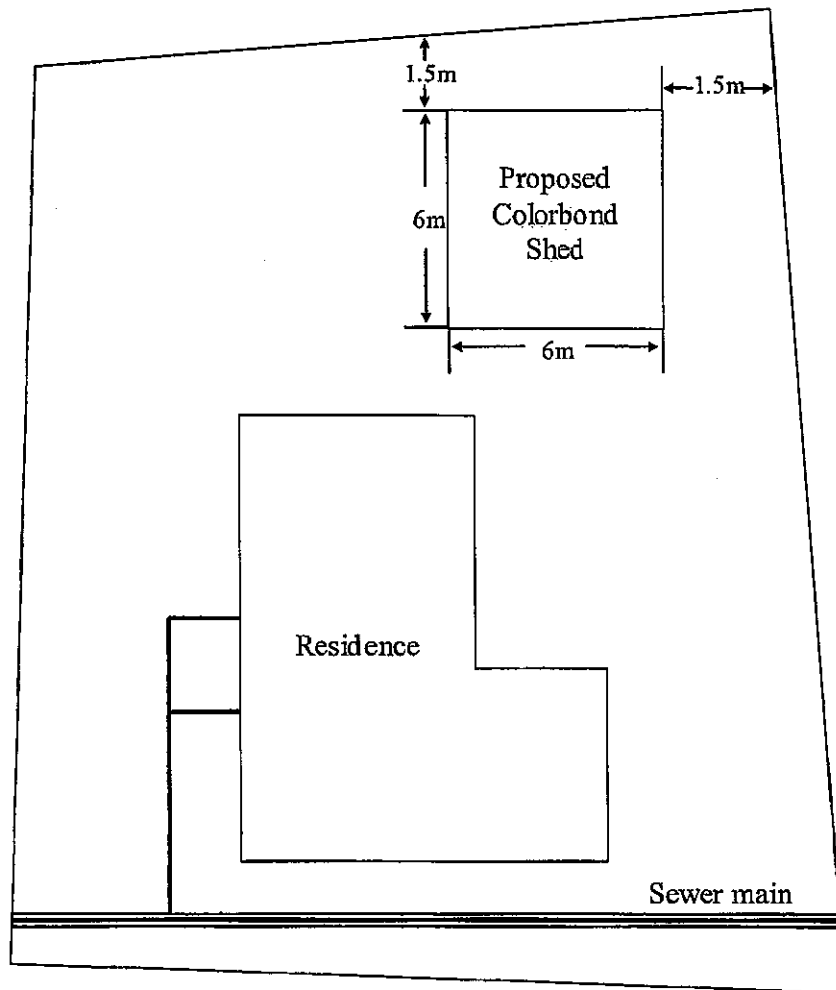 1.5m
1.5m
Proposed
Colorbond
Shed
6m
6m
Residence
Sewer main